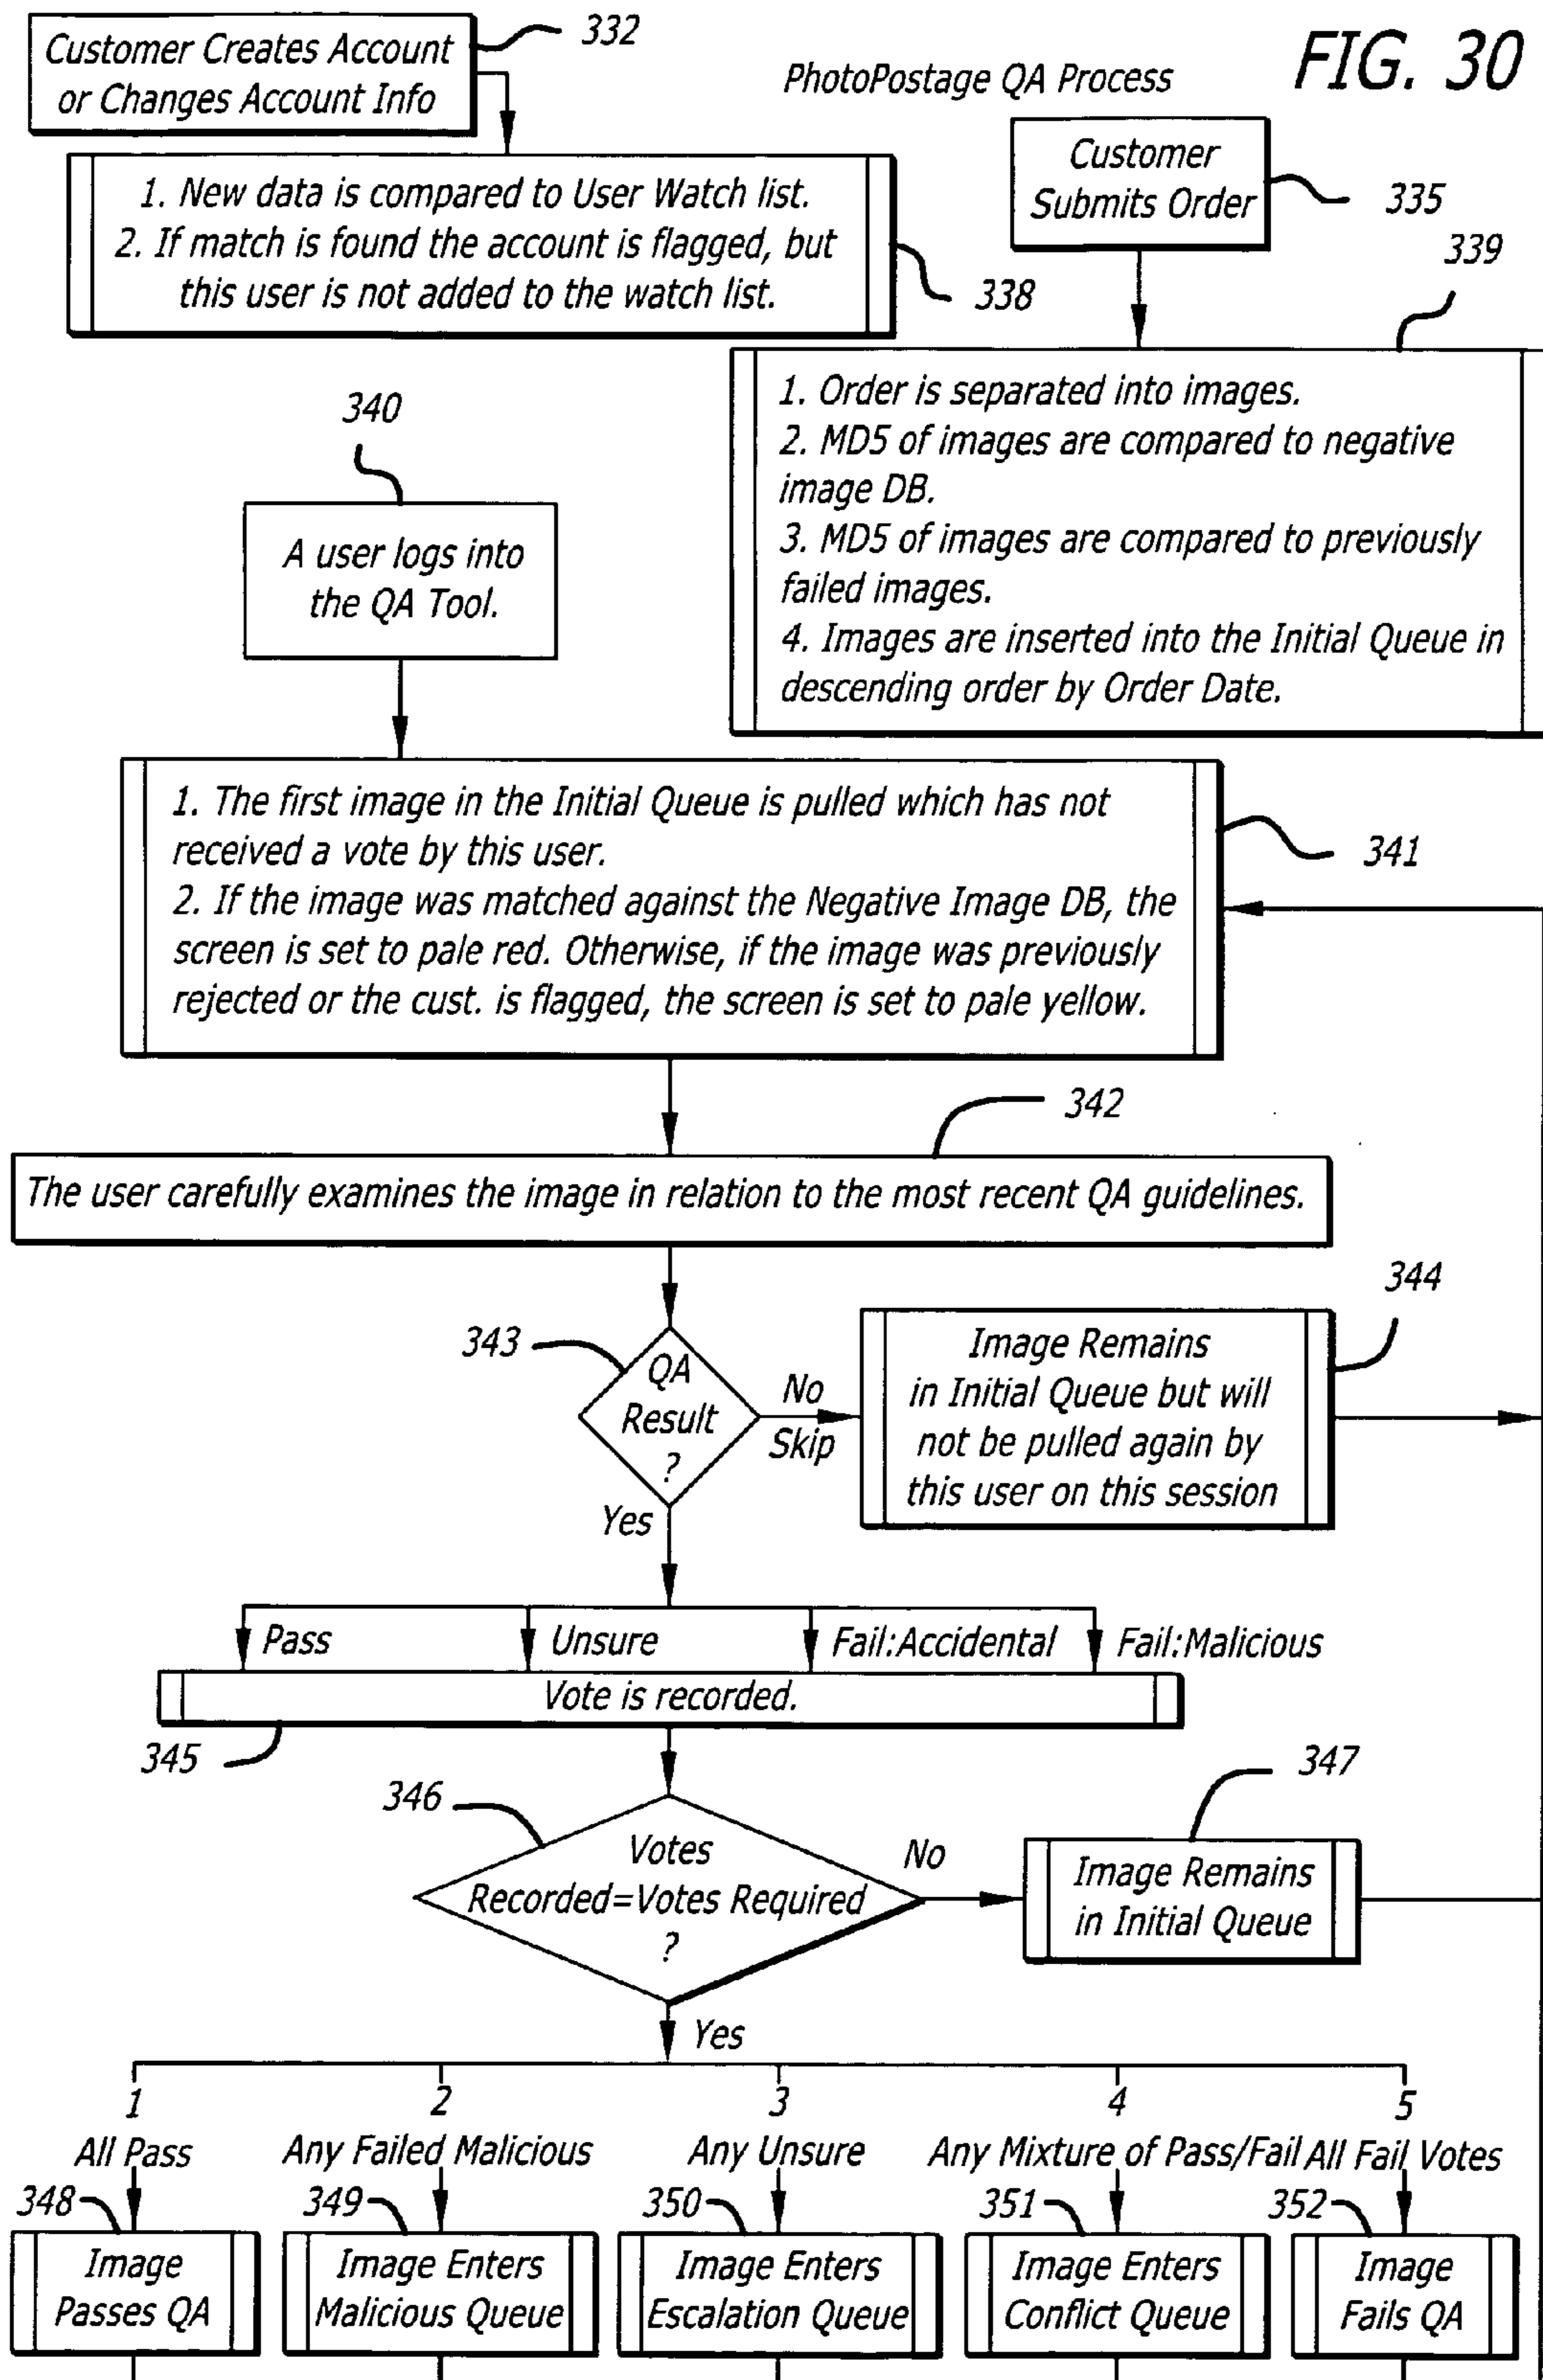 FIG. 30
PhotoPostage QA Process
Customer Creates Account
or Changes Account Info
332
1. New data is compared to User Watch list.
2. If match is found the account is flagged, but
this user is not added to the watch list.
338
Customer
Submits Order
335
339
1. Order is separated into images.
2. MD5 of images are compared to negative
image DB.
3. MD5 of images are compared to previously
failed images.
4. Images are inserted into the Initial Queue in
descending order by Order Date.
340
A user logs into
the QA Tool.
1. The first image in the Initial Queue is pulled which has not
received a vote by this user.
2. If the image was matched against the Negative Image DB, the
screen is set to pale red. Otherwise, if the image was previously
rejected or the cust. is flagged, the screen is set to pale yellow.
341
342
The user carefully examines the image in relation to the most recent QA guidelines.
343
QA
Result
?
No
Skip
344
Image Remains
in Initial Queue but will
not be pulled again by
this user on this session
Yes
Pass
Unsure
Fail:Accidental
Fail:Malicious
Vote is recorded.
345
346
Votes
Recorded=Votes Required
?
No
347
Image Remains
in Initial Queue
Yes
1
2
3
4
5
All Pass
Any Failed Malicious
Any Unsure
Any Mixture of Pass/Fail
All Fail Votes
348
349
350
351
352
Image
Passes QA
Image Enters
Malicious Queue
Image Enters
Escalation Queue
Image Enters
Conflict Queue
Image
Fails QA